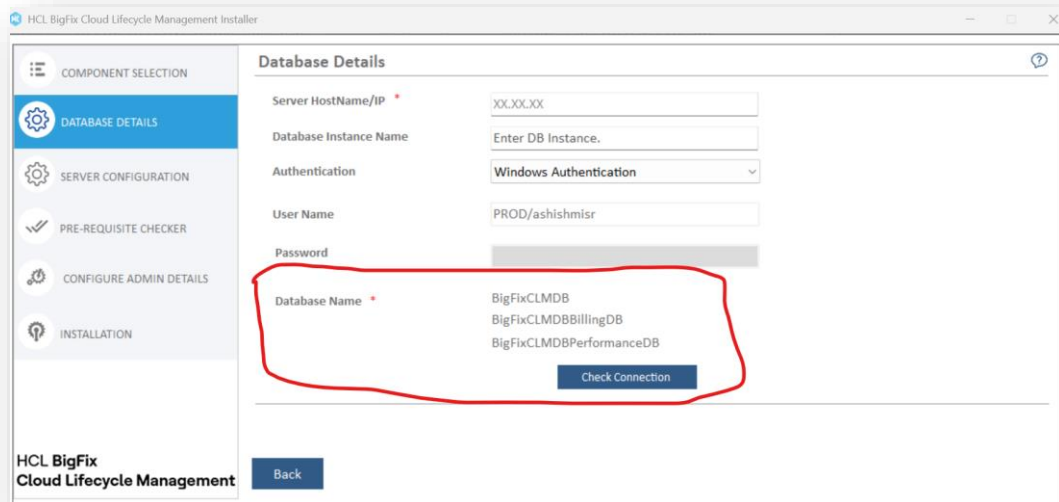 HCL BigFix Cloud Lifecycle Management Installer
COMPONENT SELECTION
DATABASE DETAILS
SERVER CONFIGURATION
PRE-REQUISITE CHECKER
CONFIGURE ADMIN DETAILS
INSTALLATION
HCL BigFix
Cloud Lifecycle Management
Database Details
Server HostName/IP *
XX.XX.XX
Database Instance Name
Enter DB Instance.
Authentication
Windows Authentication
User Name
PROD/ashishmisr
Password
Database Name *
BigFixCLMDB
BigFixCLMDBBillingDB
BigFixCLMDBPerformanceDB
Check Connection
Back